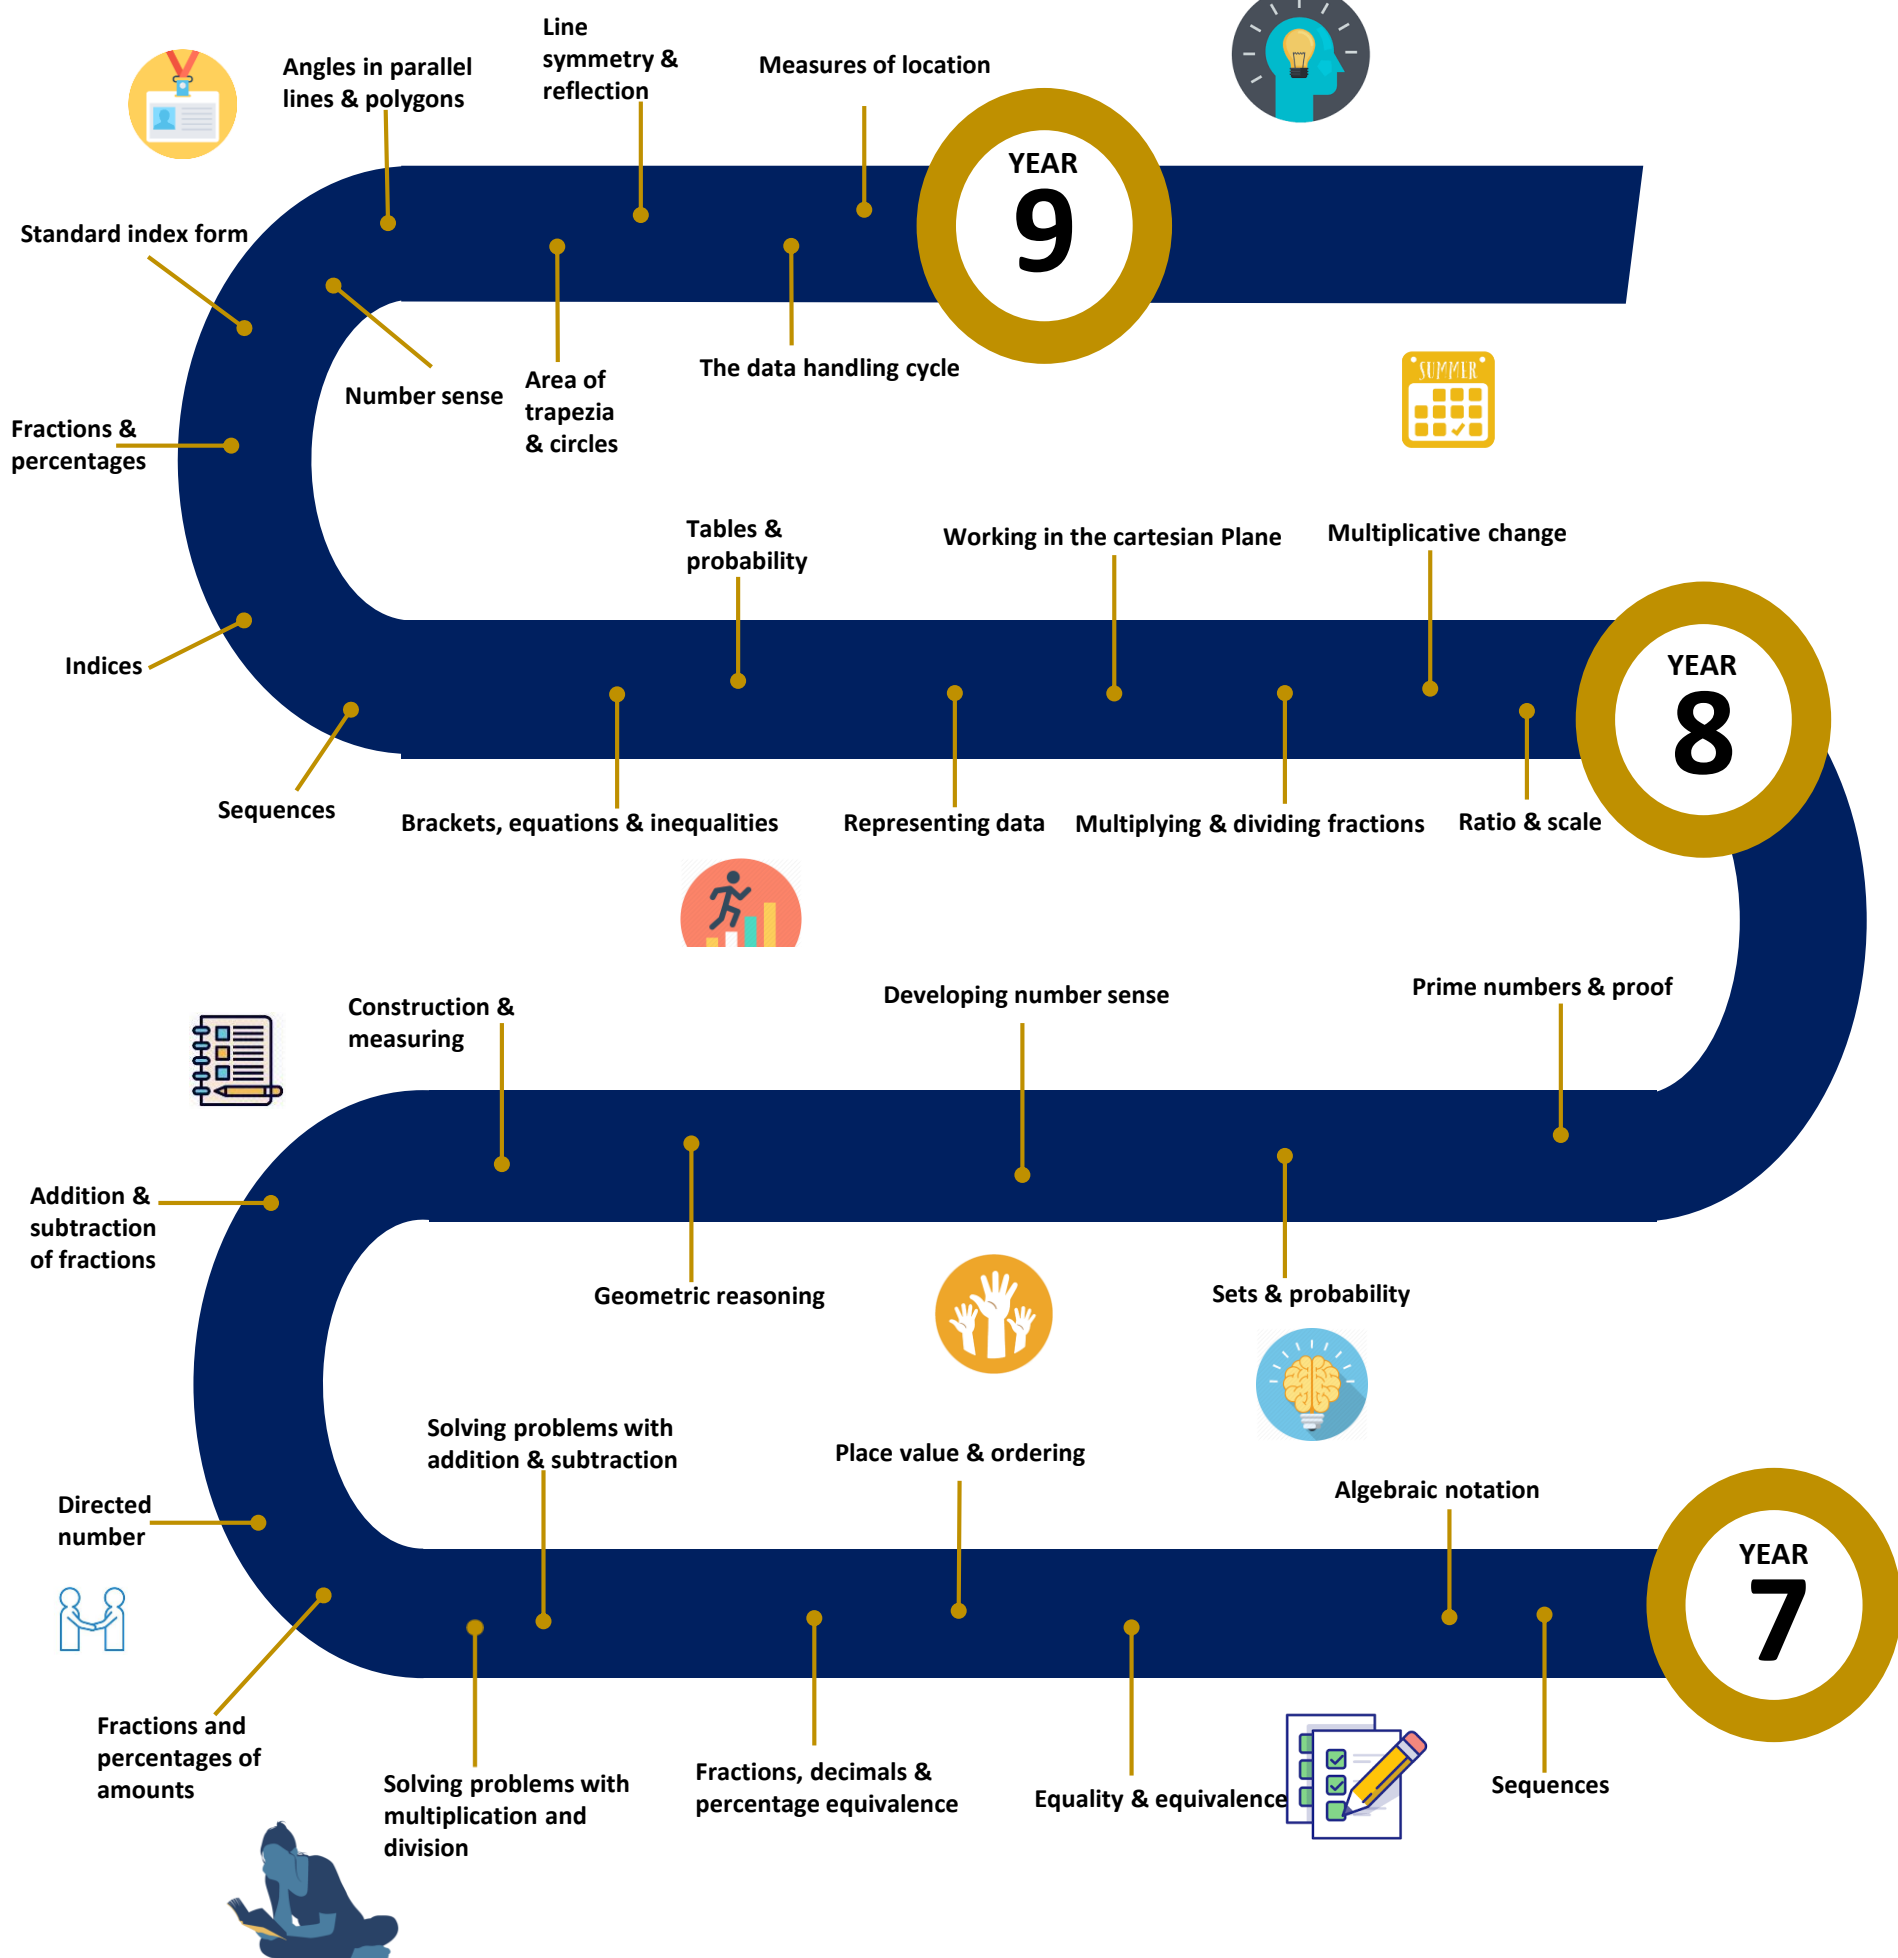 Line
symmetry &
reflection
Angles in parallel
lines & polygons
Measures of location
YEAR
9
Standard index form
Number sense
Area of
trapezia
& circles
The data handling cycle
SUMMER
Fractions &
percentages
Tables &
probability
Working in the cartesian Plane
Multiplicative change
Indices
YEAR
8
Sequences
Brackets, equations & inequalities
Representing data
Multiplying & dividing fractions
Ratio & scale
Construction &
measuring
Developing number sense
Prime numbers & proof
Addition &
subtraction
of fractions
Geometric reasoning
Sets & probability
Solving problems with
addition & subtraction
Place value & ordering
Algebraic notation
Directed
number
YEAR
7
Fractions and
percentages of
amounts
Solving problems with
multiplication and
division
Fractions, decimals &
percentage equivalence
Equality & equivalence
Sequences